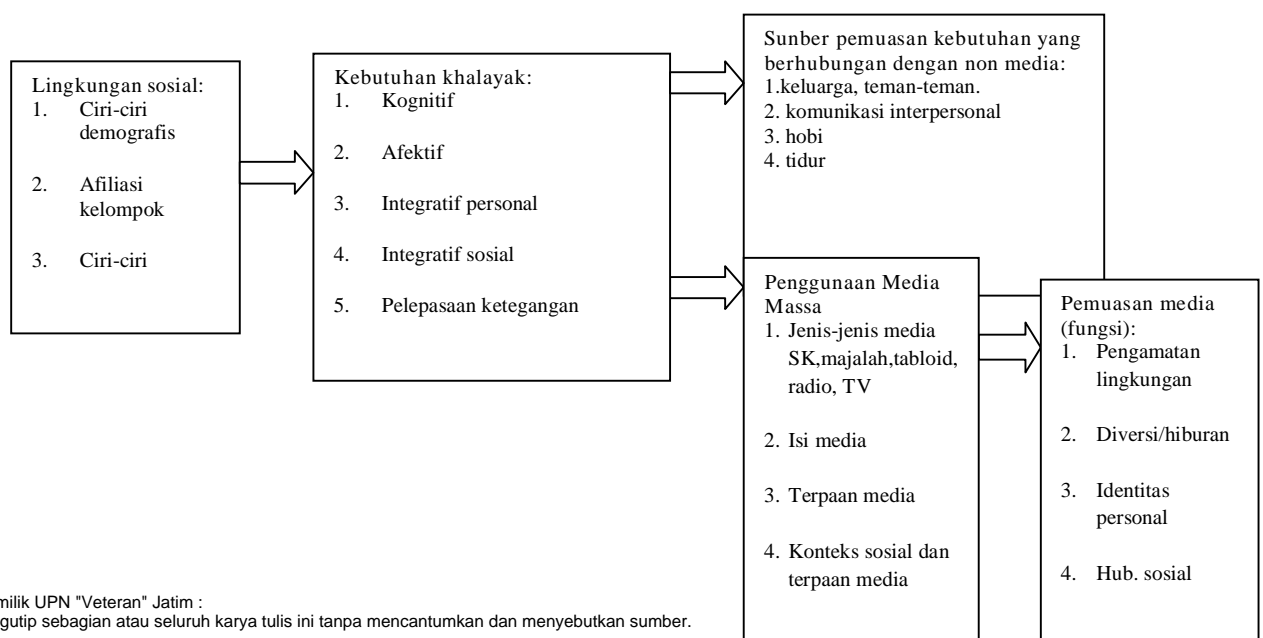 Lingkungan sosial:
1. Ciri-ciri
demografis
2. Afiliasi
kelompok
3. Ciri-ciri
Kebutuhan khalayak:
1. Kognitif
2. Afektif
3. Integratif personal
4. Integratif sosial
5. Pelepasaan ketegangan
Sunber pemuasan kebutuhan yang
berhubungan dengan non media:
1.keluarga, teman-teman.
2. komunikasi interpersonal
3. hobi
4. tidur
Penggunaan Media
Massa
1. Jenis-jenis media
SK,majalah,tabloid,
radio, TV
2. Isi media
3. Terpaan media
4. Konteks sosial dan
terpaan media
Pemuasan media
(fungsi):
1. Pengamatan
lingkungan
2. Diversi/hiburan
3. Identitas
personal
4. Hub. sosial
milik UPN "Veteran" Jatim :
gutip sebagian atau seluruh karya tulis ini tanpa mencantumkan dan menyebutkan sumber.